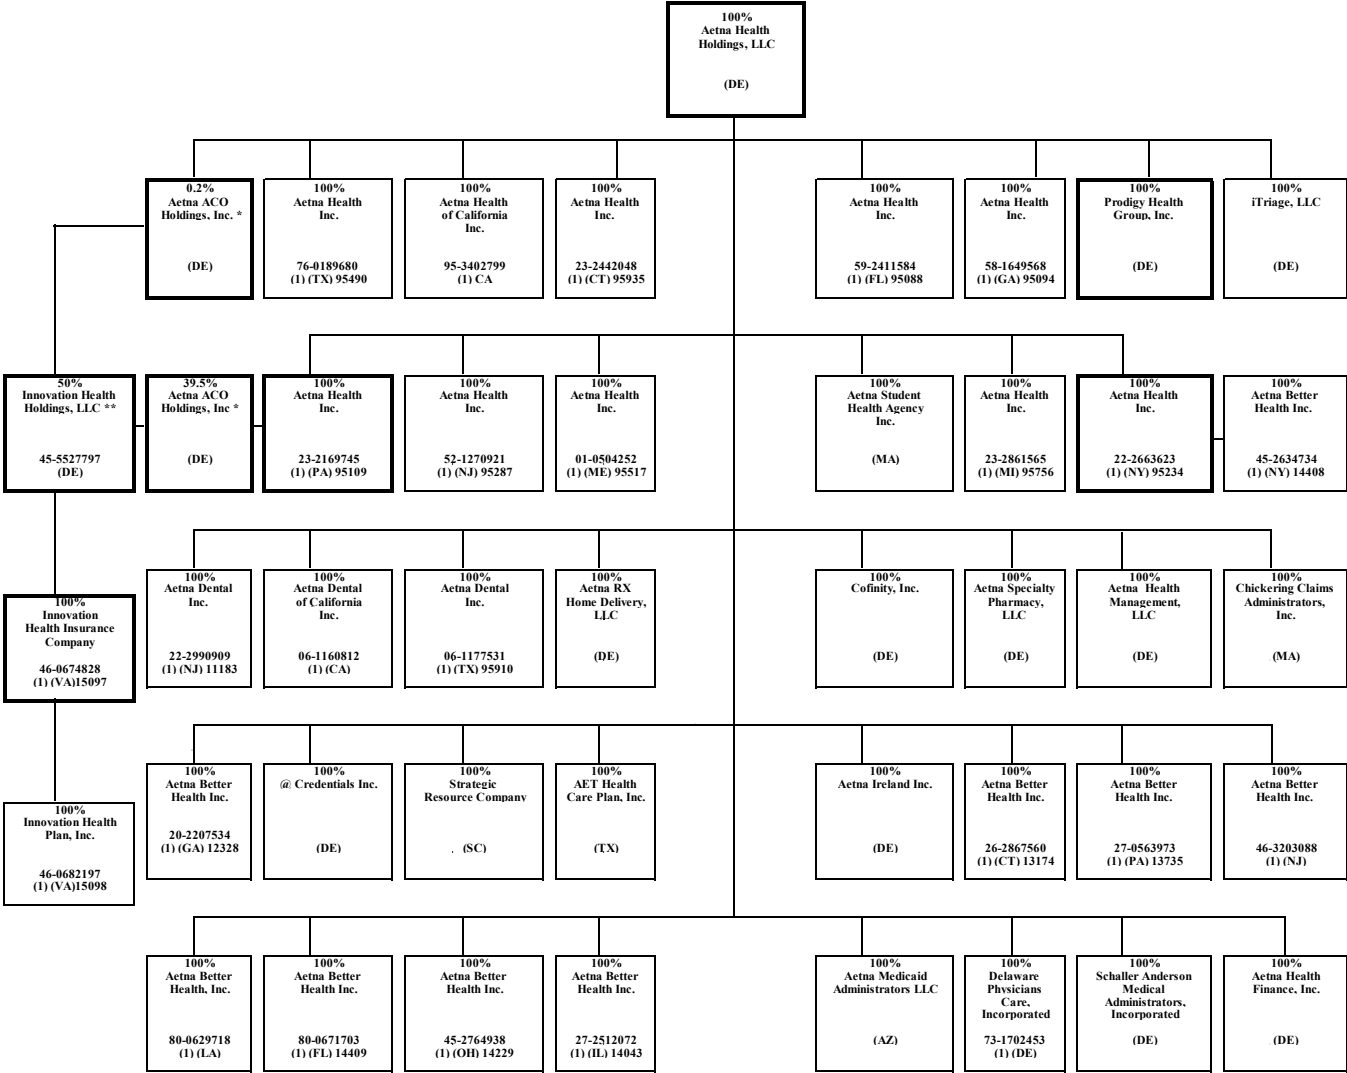 100%
Aetna Health
Holdings, LLC
(DE)
0.2%
Aetna ACO
Holdings, Inc. *
(DE)
100%
Aetna Health
Inc.
76-0189680
(1) (TX) 95490
100%
Aetna Health
of California
Inc.
95-3402799
(1) CA
100%
Aetna Health
Inc.
23-2442048
(1) (CT) 95935
100%
Aetna Health
Inc.
59-2411584
(1) (FL) 95088
100%
Aetna Health
Inc.
58-1649568
(1) (GA) 95094
100%
Prodigy Health
Group, Inc.
(DE)
100%
iTriage, LLC
(DE)
50%
Innovation Health
Holdings, LLC **
45-5527797
(DE)
39.5%
Aetna ACO
Holdings, Inc *
(DE)
100%
Aetna Health
Inc.
23-2169745
(1) (PA) 95109
100%
Aetna Health
Inc.
52-1270921
(1) (NJ) 95287
100%
Aetna Health
Inc.
01-0504252
(1) (ME) 95517
100%
Aetna Student
Health Agency
Inc.
(MA)
100%
Aetna Health
Inc.
23-2861565
(1) (MI) 95756
100%
Aetna Health
Inc.
22-2663623
(1) (NY) 95234
100%
Aetna Better
Health Inc.
45-2634734
(1) (NY) 14408
100%
Innovation
Health Insurance
Company
46-0674828
(1) (VA)15097
100%
Aetna Dental
Inc.
22-2990909
(1) (NJ) 11183
100%
Aetna Dental
of California
Inc.
06-1160812
(1) (CA)
100%
Aetna Dental
Inc.
06-1177531
(1) (TX) 95910
100%
Aetna RX
Home Delivery,
LLC
(DE)
100%
Cofinity, Inc.
(DE)
100%
Aetna Specialty
Pharmacy,
LLC
(DE)
100%
Aetna Health
Management,
LLC
(DE)
100%
Chickering Claims
Administrators,
Inc.
(MA)
100%
Innovation Health
Plan, Inc.
46-0682197
(1) (VA)15098
100%
Aetna Better
Health Inc.
20-2207534
(1) (GA) 12328
100%
@ Credentials Inc.
(DE)
100%
Strategic
Resource Company
(SC)
100%
AET Health
Care Plan, Inc.
(TX)
100%
Aetna Ireland Inc.
(DE)
100%
Aetna Better
Health Inc.
26-2867560
(1) (CT) 13174
100%
Aetna Better
Health Inc.
27-0563973
(1) (PA) 13735
100%
Aetna Better
Health Inc.
46-3203088
(1) (NJ)
100%
Aetna Better
Health, Inc.
80-0629718
(1) (LA)
100%
Aetna Better
Health Inc.
80-0671703
(1) (FL) 14409
100%
Aetna Better
Health Inc.
45-2764938
(1) (OH) 14229
100%
Aetna Better
Health Inc.
27-2512072
(1) (IL) 14043
100%
Aetna Medicaid
Administrators LLC
(AZ)
100%
Delaware
Physicians
Care,
Incorporated
73-1702453
(1) (DE)
100%
Schaller Anderson
Medical
Administrators,
Incorporated
(DE)
100%
Aetna Health
Finance, Inc.
(DE)